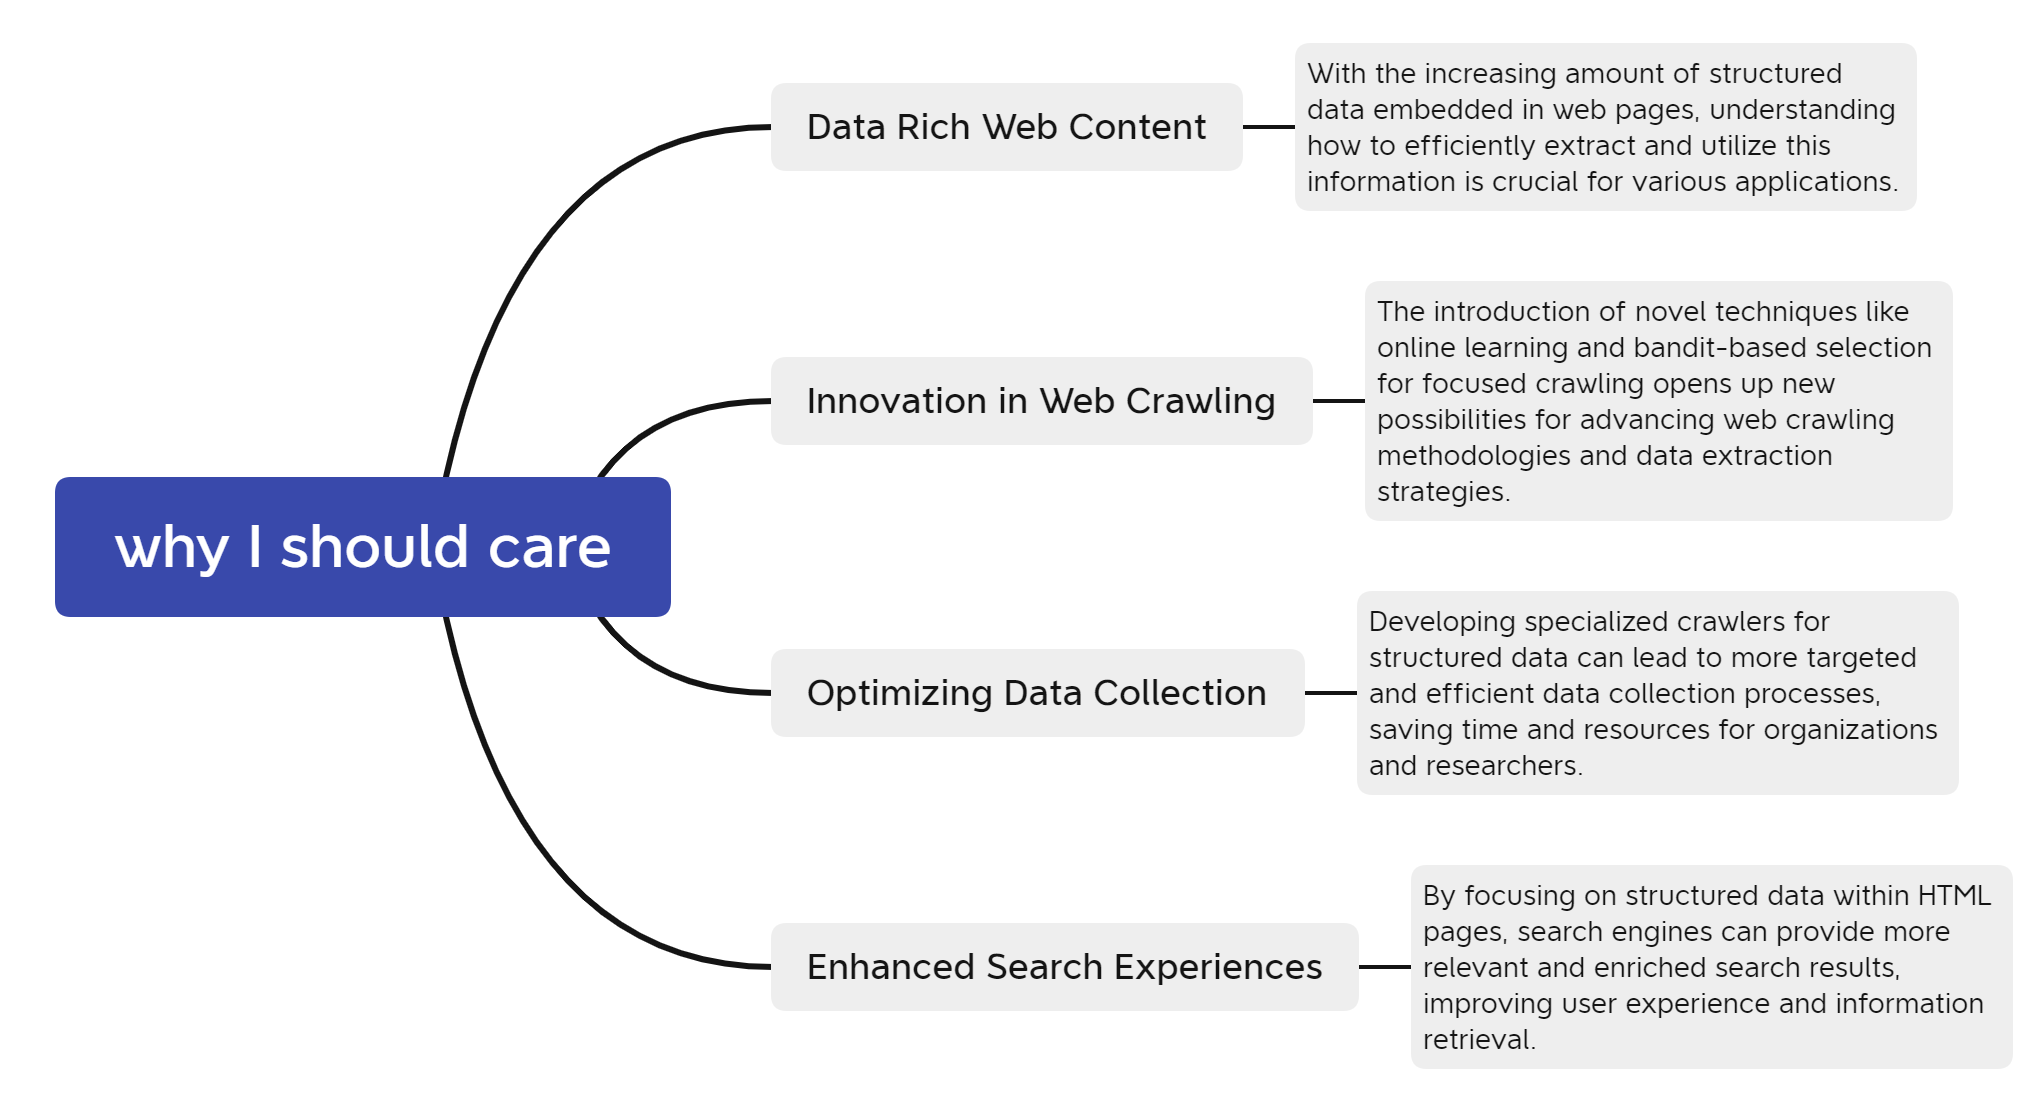 why I should care
Data Rich Web Content
With the increasing amount of structured
data embedded in web pages, understanding
how to efficiently extract and utilize this
information is crucial for various applications.
Innovation in Web Crawling
The introduction of novel techniques like
online learning and bandit-based selection
for focused crawling opens up new
possibilities for advancing web crawling
methodologies and data extraction
strategies.
Optimizing Data Collection
Developing specialized crawlers for
structured data can lead to more targeted
and efficient data collection processes,
saving time and resources for organizations
and researchers.
Enhanced Search Experiences
By focusing on structured data within HTML
pages, search engines can provide more
relevant and enriched search results,
improving user experience and information
retrieval.